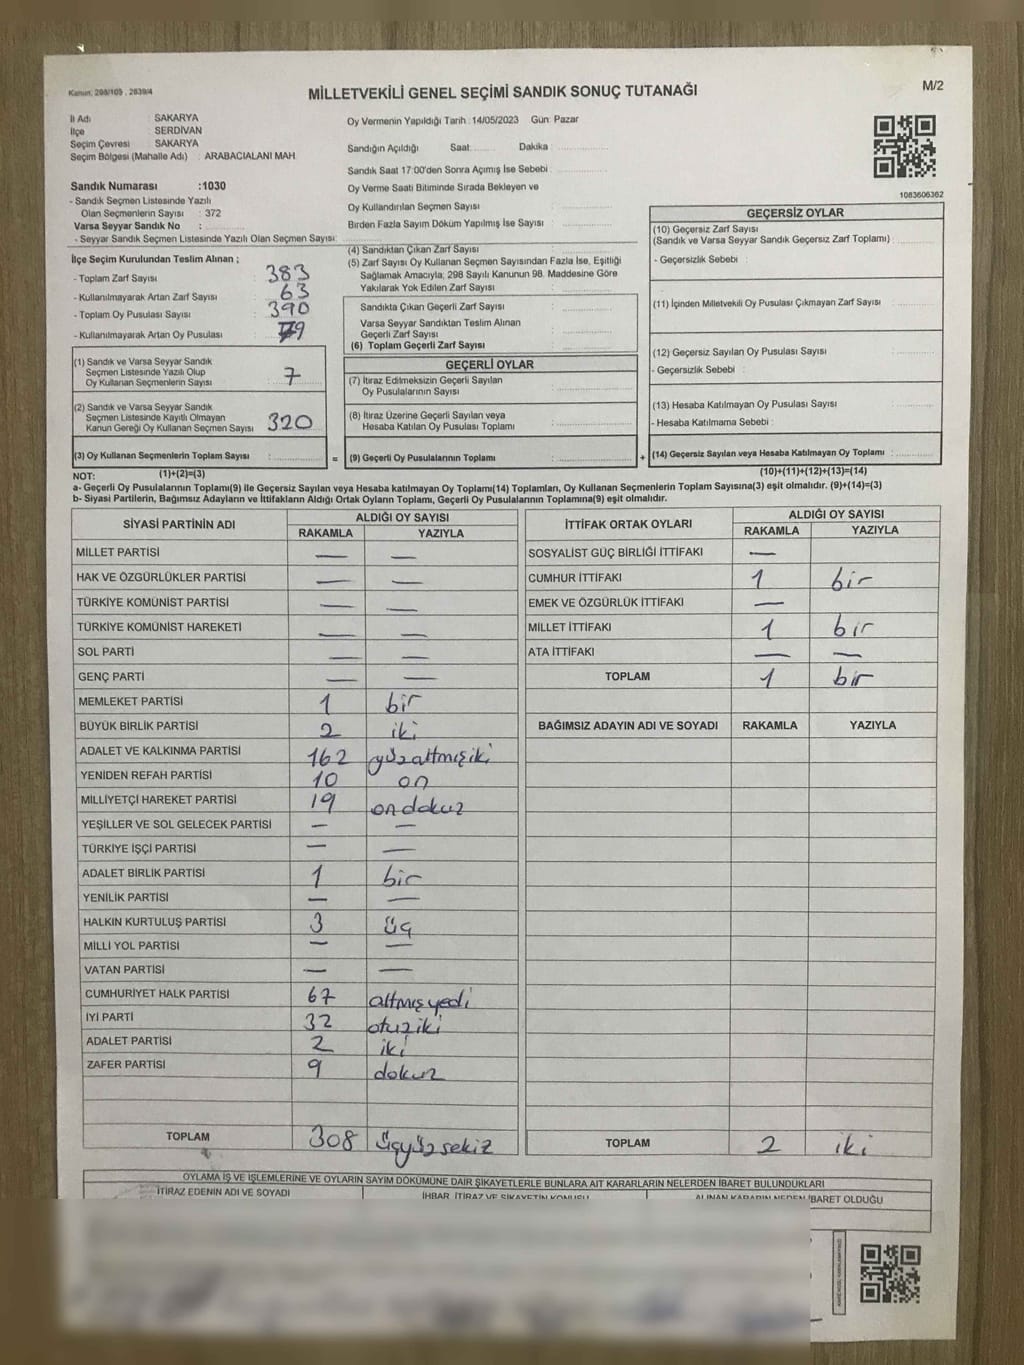 Kanun: 298/105 , 2839/4
MİLLETVEKİLİ GENEL SEÇİMİ SANDIK SONUÇ TUTANAĞI
M/2
İl Adı : SAKARYA
İlçe : SERDİVAN
Seçim Çevresi : SAKARYA
Seçim Bölgesi (Mahalle Adı) : ARABACIALANI MAH.
Sandık Numarası :1030
- Sandık Seçmen Listesinde Yazılı
Olan Seçmenlerin Sayısı : 372
Varsa Seyyar Sandık No :
- Seyyar Sandık Seçmen Listesinde Yazılı Olan Seçmen Sayısı:
İlçe Seçim Kurulundan Teslim Alınan ;
- Toplam Zarf Sayısı : 383
- Kullanılmayarak Artan Zarf Sayısı : 63
- Toplam Oy Pusulası Sayısı : 390
- Kullanılmayarak Artan Oy Pusulası : 79
(1) Sandık ve Varsa Seyyar Sandık
Seçmen Listesinde Yazılı Olup
Oy Kullanan Seçmenlerin Sayısı : 7
(2) Sandık ve Varsa Seyyar Sandık
Seçmen Listesinde Kayıtlı Olmayan
Kanun Gereği Oy Kullanan Seçmen Sayısı : 320
(3) Oy Kullanan Seçmenlerin Toplam Sayısı :
(1)+(2)=(3)
Oy Vermenin Yapıldığı Tarih :14/05/2023 Gün: Pazar
Sandığın Açıldığı Saat: Dakika :
Sandık Saat 17:00'den Sonra Açılmış İse Sebebi :
Oy Verme Saati Bitiminde Sırada Bekleyen ve
Oy Kullandırılan Seçmen Sayısı :
Birden Fazla Sayım Döküm Yapılmış İse Sayısı :
(4) Sandıktan Çıkan Zarf Sayısı :
(5) Zarf Sayısı Oy Kullanan Seçmen Sayısından Fazla İse, Eşitliği
Sağlamak Amacıyla; 298 Sayılı Kanunun 98. Maddesine Göre
Yakılarak Yok Edilen Zarf Sayısı :
Sandıkta Çıkan Geçerli Zarf Sayısı :
Varsa Seyyar Sandıktan Teslim Alınan
Geçerli Zarf Sayısı :
(6) Toplam Geçerli Zarf Sayısı :
GEÇERLİ OYLAR
(7) İtiraz Edilmeksizin Geçerli Sayılan
Oy Pusulalarının Sayısı :
(8) İtiraz Üzerine Geçerli Sayılan veya
Hesaba Katılan Oy Pusulası Toplamı :
= (9) Geçerli Oy Pusulalarının Toplamı : +
1083606362
GEÇERSİZ OYLAR
(10) Geçersiz Zarf Sayısı
(Sandık ve Varsa Seyyar Sandık Geçersiz Zarf Toplamı) :
- Geçersizlik Sebebi :
(11) İçinden Milletvekili Oy Pusulası Çıkmayan Zarf Sayısı :
(12) Geçersiz Sayılan Oy Pusulası Sayısı :
- Geçersizlik Sebebi :
(13) Hesaba Katılmayan Oy Pusulası Sayısı :
- Hesaba Katılmama Sebebi :
(14) Geçersiz Sayılan veya Hesaba Katılmayan Oy Toplamı :
(10)+(11)+(12)+(13)=(14)
NOT:
a- Geçerli Oy Pusulalarının Toplamı(9) ile Geçersiz Sayılan veya Hesaba katılmayan Oy Toplamı(14) Toplamları, Oy Kullanan Seçmenlerin Toplam Sayısına(3) eşit olmalıdır. (9)+(14)=(3)
b- Siyasi Partilerin, Bağımsız Adayların ve İttifakların Aldığı Ortak Oyların Toplamı, Geçerli Oy Pusulalarının Toplamına(9) eşit olmalıdır.
SİYASİ PARTİNİN ADI ALDIĞI OY SAYISI
RAKAMLA YAZIYLA
MİLLET PARTİSİ — —
HAK VE ÖZGÜRLÜKLER PARTİSİ — —
TÜRKİYE KOMÜNİST PARTİSİ — —
TÜRKİYE KOMÜNİST HAREKETİ — —
SOL PARTİ — —
GENÇ PARTİ — —
MEMLEKET PARTİSİ 1 bir
BÜYÜK BİRLİK PARTİSİ 2 iki
ADALET VE KALKINMA PARTİSİ 162 yüzaltmışiki
YENİDEN REFAH PARTİSİ 10 on
MİLLİYETÇİ HAREKET PARTİSİ 19 ondokuz
YEŞİLLER VE SOL GELECEK PARTİSİ — —
TÜRKİYE İŞÇİ PARTİSİ — —
ADALET BİRLİK PARTİSİ 1 bir
YENİLİK PARTİSİ — —
HALKIN KURTULUŞ PARTİSİ 3 üç
MİLLİ YOL PARTİSİ — —
VATAN PARTİSİ — —
CUMHURİYET HALK PARTİSİ 67 altmışyedi
İYİ PARTİ 32 otuziki
ADALET PARTİSİ 2 iki
ZAFER PARTİSİ 9 dokuz
TOPLAM 308 üçyüzsekiz
İTTİFAK ORTAK OYLARI ALDIĞI OY SAYISI
RAKAMLA YAZIYLA
SOSYALİST GÜÇ BİRLİĞİ İTTİFAKI —
CUMHUR İTTİFAKI 1 bir
EMEK VE ÖZGÜRLÜK İTTİFAKI —
MİLLET İTTİFAKI 1 bir
ATA İTTİFAKI — —
TOPLAM 1 bir
BAĞIMSIZ ADAYIN ADI VE SOYADI RAKAMLA YAZIYLA
TOPLAM 2 iki
OYLAMA İŞ VE İŞLEMLERİNE VE OYLARIN SAYIM DÖKÜMÜNE DAİR ŞİKAYETLERLE BUNLARA AİT KARARLARIN NELERDEN İBARET BULUNDUKLARI
İTİRAZ EDENİN ADI VE SOYADI İHBAR, İTİRAZ VE ŞİKAYETİN KONUSU ALINAN KARARIN NEDEN İBARET OLDUĞU